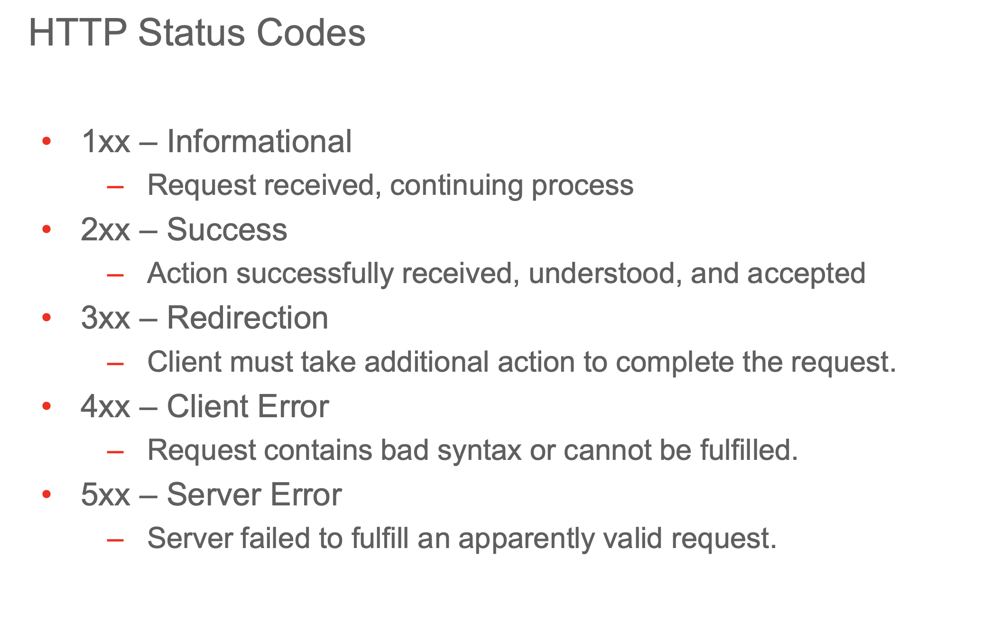 HTTP Status Codes
• 1xx – Informational
– Request received, continuing process
• 2xx – Success
– Action successfully received, understood, and accepted
• 3xx – Redirection
– Client must take additional action to complete the request.
• 4xx – Client Error
– Request contains bad syntax or cannot be fulfilled.
• 5xx – Server Error
– Server failed to fulfill an apparently valid request.